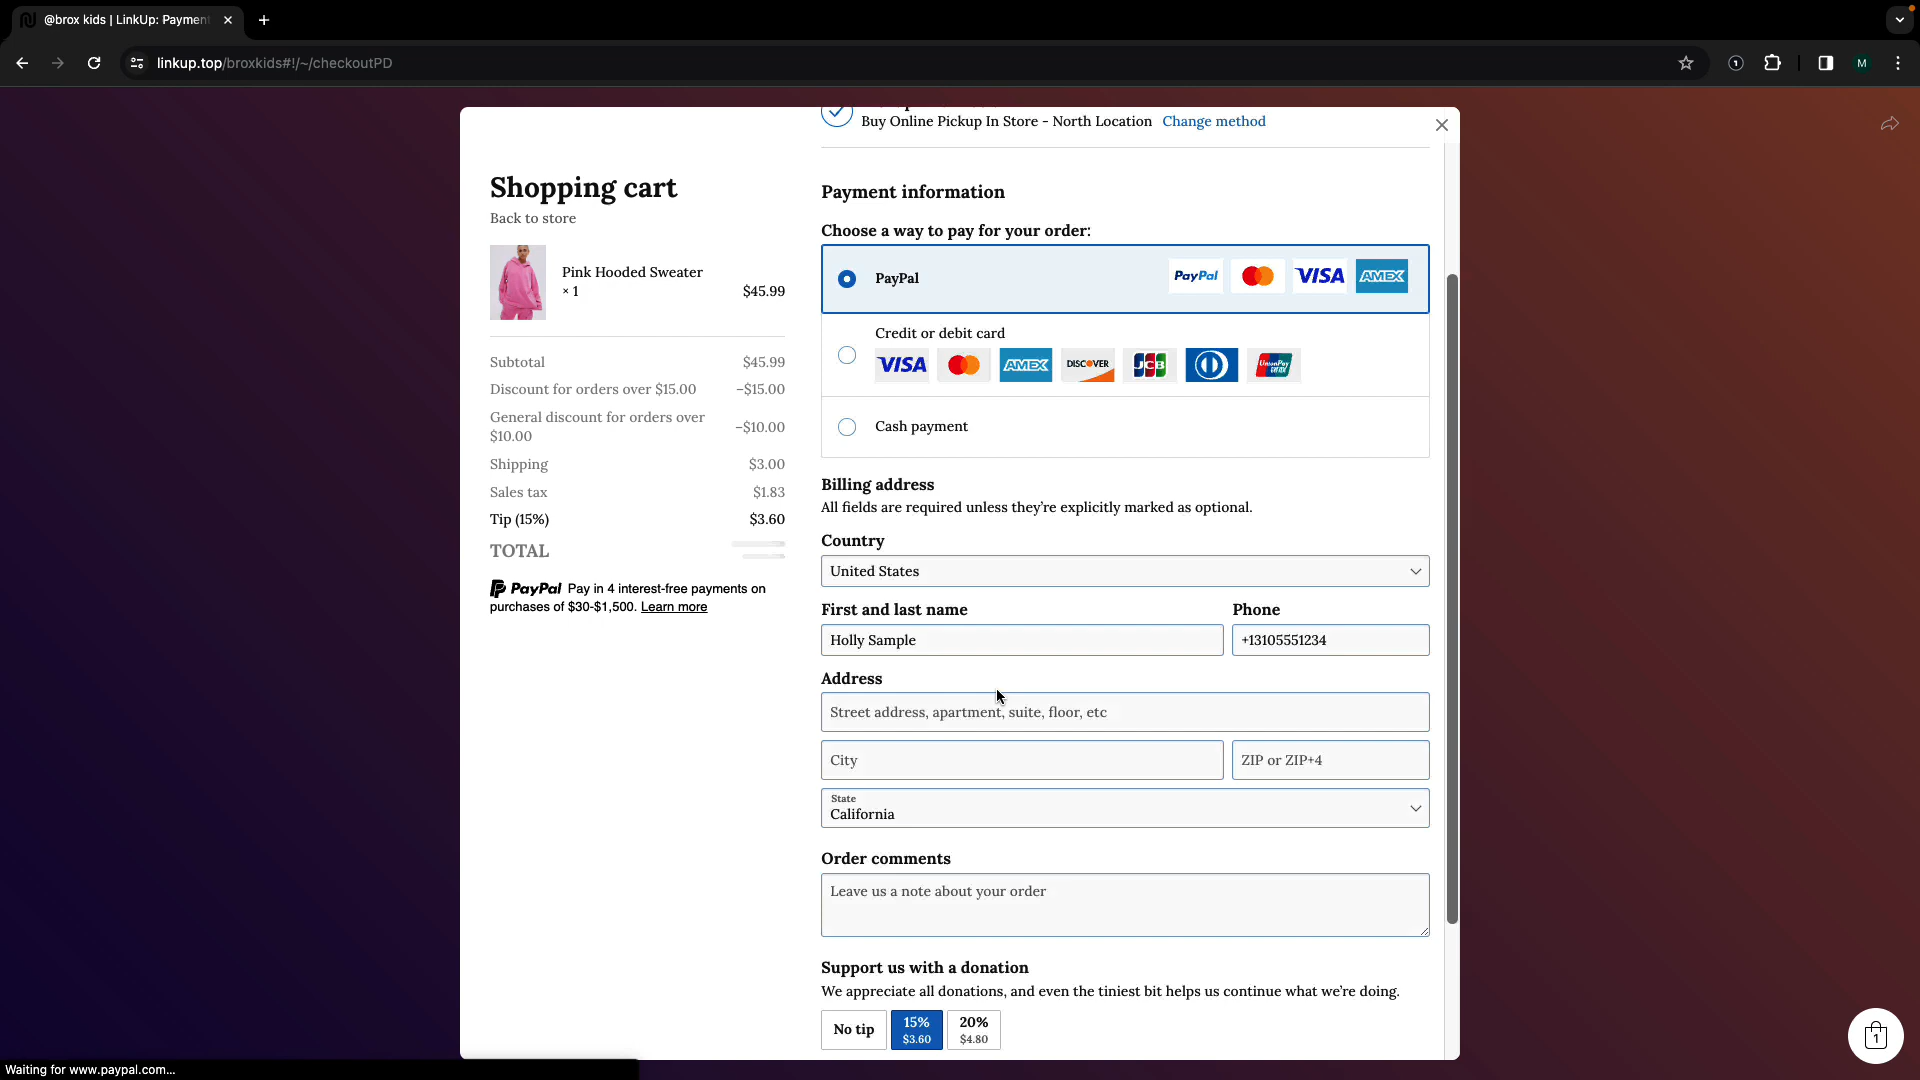 @brox kids | LinkUp: Paymen
linkup.top/broxkids#!/~/checkoutPD
M
Buy Online Pickup In Store - North Location Change method
Shopping cart
Back to store
Pink Hooded Sweater
× 1
$45.99
Subtotal $45.99
Discount for orders over $15.00 −$15.00
General discount for orders over
$10.00
−$10.00
Shipping $3.00
Sales tax $1.83
Tip (15%) $3.60
TOTAL
PayPal Pay in 4 interest-free payments on
purchases of $30-$1,500. Learn more
Payment information
Choose a way to pay for your order:
PayPal PayPal VISA AMEX
Credit or debit card
VISA AMEX DISCOVER JCB UnionPay
Cash payment
Billing address
All fields are required unless they’re explicitly marked as optional.
Country
United States
First and last name Phone
Holly Sample +13105551234
Address
Street address, apartment, suite, floor, etc
City ZIP or ZIP+4
State
California
Order comments
Leave us a note about your order
Support us with a donation
We appreciate all donations, and even the tiniest bit helps us continue what we’re doing.
No tip 15% 20%
$3.60 $4.80
1
Waiting for www.paypal.com...